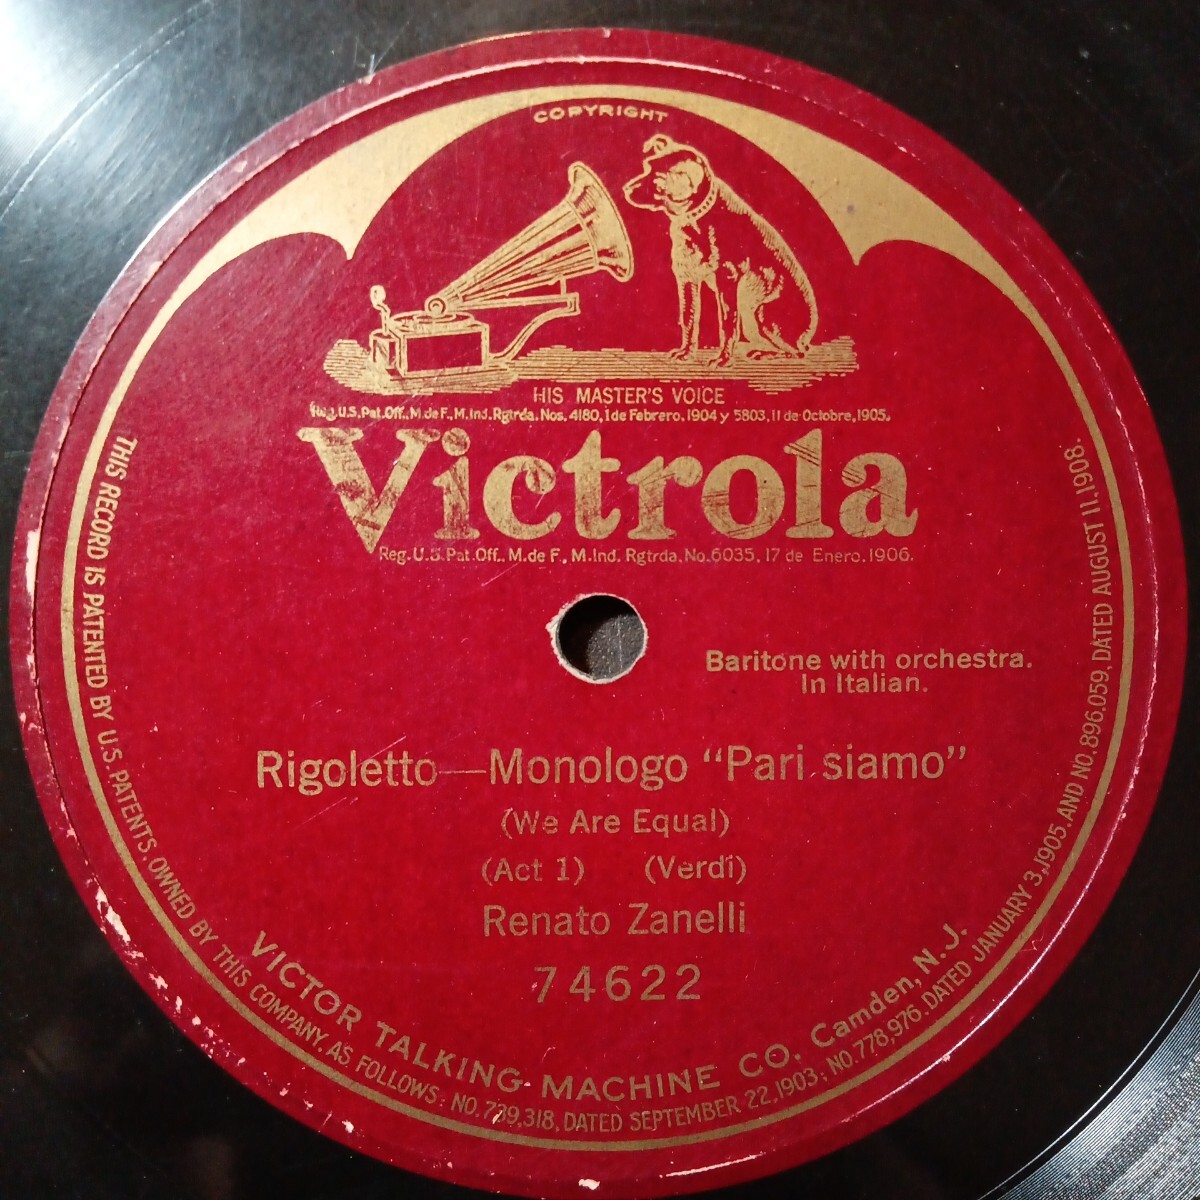 COPYRIGHT
HIS MASTER'S VOICE
Reg.U.S.Pat.Off.,M.de F.,M.Ind.Rgtrda.Nos.4180,1 de Febrero.1904 y 5803,11 de Octobre,1905.
Victrola
Reg.U.S.Pat.Off., M.de F., M.Ind. Rgtrda.No.6035, 17 de Enero,1906.
Baritone with orchestra.
In Italian.
Rigoletto—Monologo "Pari siamo"
(We Are Equal)
(Act 1) (Verdi)
Renato Zanelli
74622
VICTOR TALKING MACHINE CO. Camden, N.J.
THIS RECORD IS PATENTED BY U.S. PATENTS, OWNED BY THIS COMPANY, AS FOLLOWS: NO.739,318, DATED SEPTEMBER 22,1903; NO.778,976. DATED JANUARY 3,1905. AND NO.896,059, DATED AUGUST 11.1908.